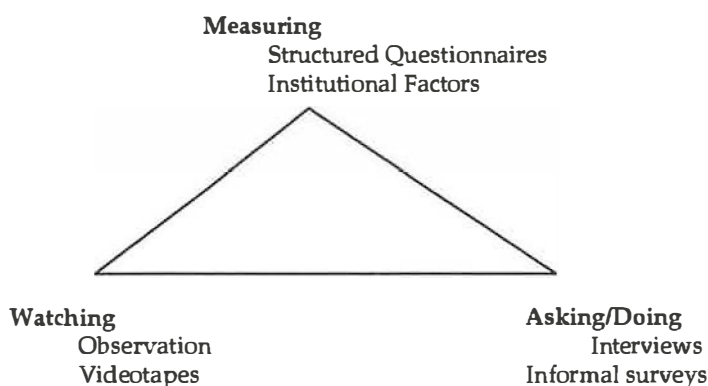 Measuring
Structured Questionnaires
Institutional Factors
Watching
Observation
Videotapes
Asking/Doing
Interviews
Informal surveys